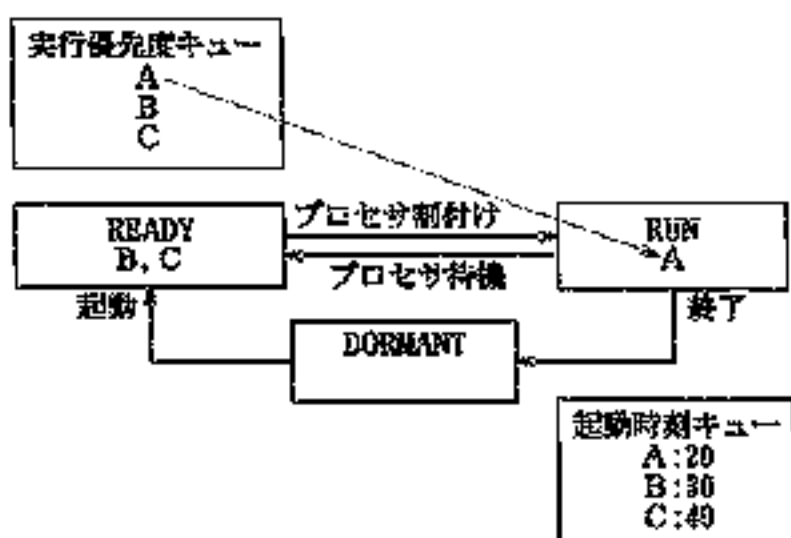 実行優先度キュー
A
B
C
READY
B, C
プロセサ割付け
プロセサ待機
RUN
A
起動
終了
DORMANT
起動時刻キュー
A:20
B:30
C:40